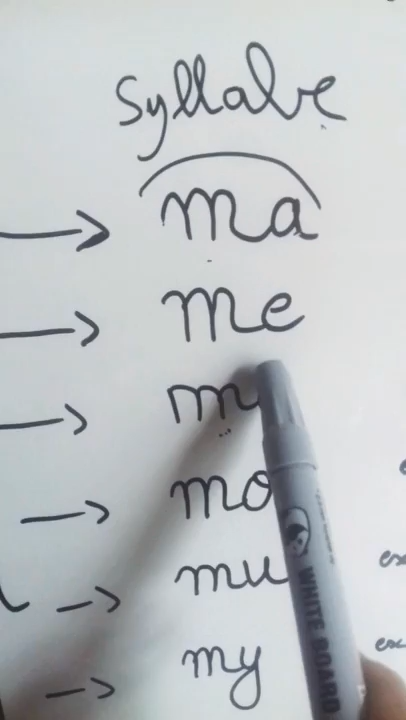 Syllabe
→ ma
→ me
→ m
→ mo
→ mu
→ my
WHITE BOARD